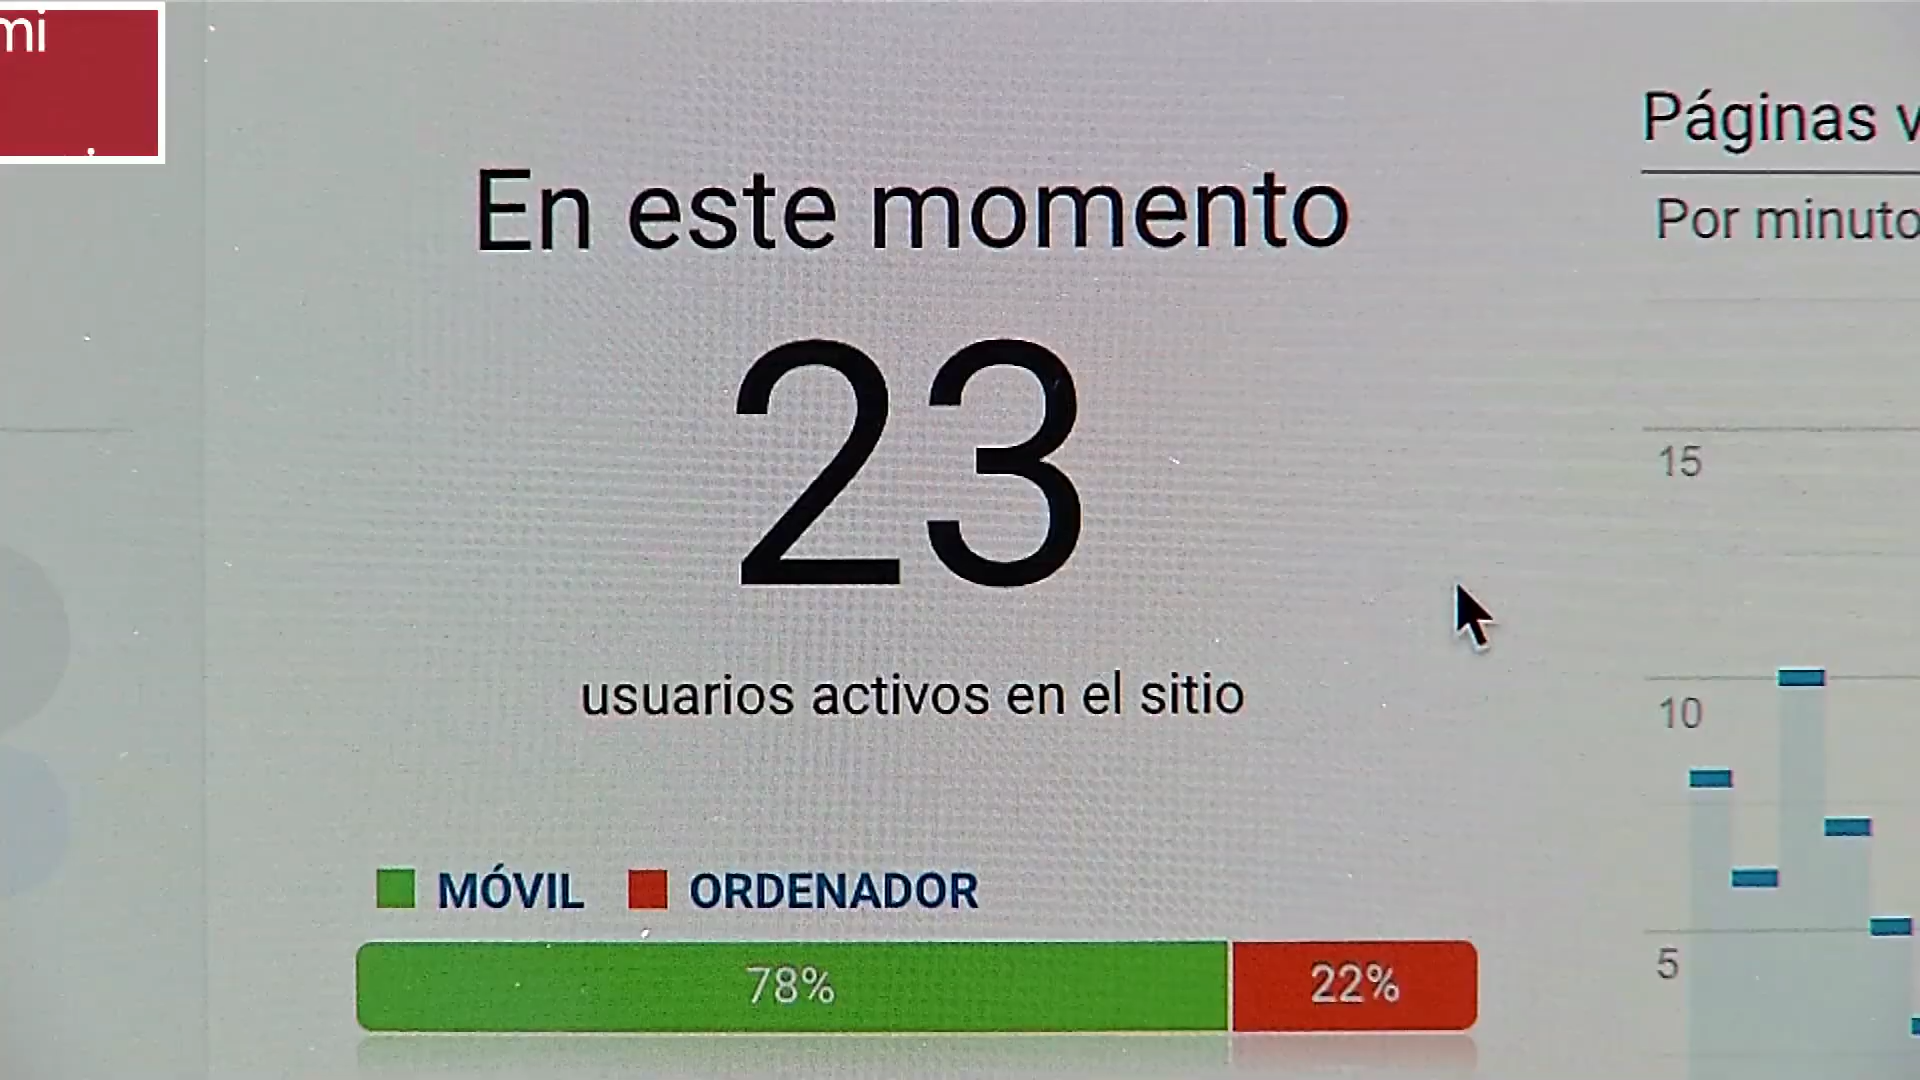 mi
En este momento
23
usuarios activos en el sitio
MÓVIL ORDENADOR
78% 22%
Páginas
Por minuto
15
10
5